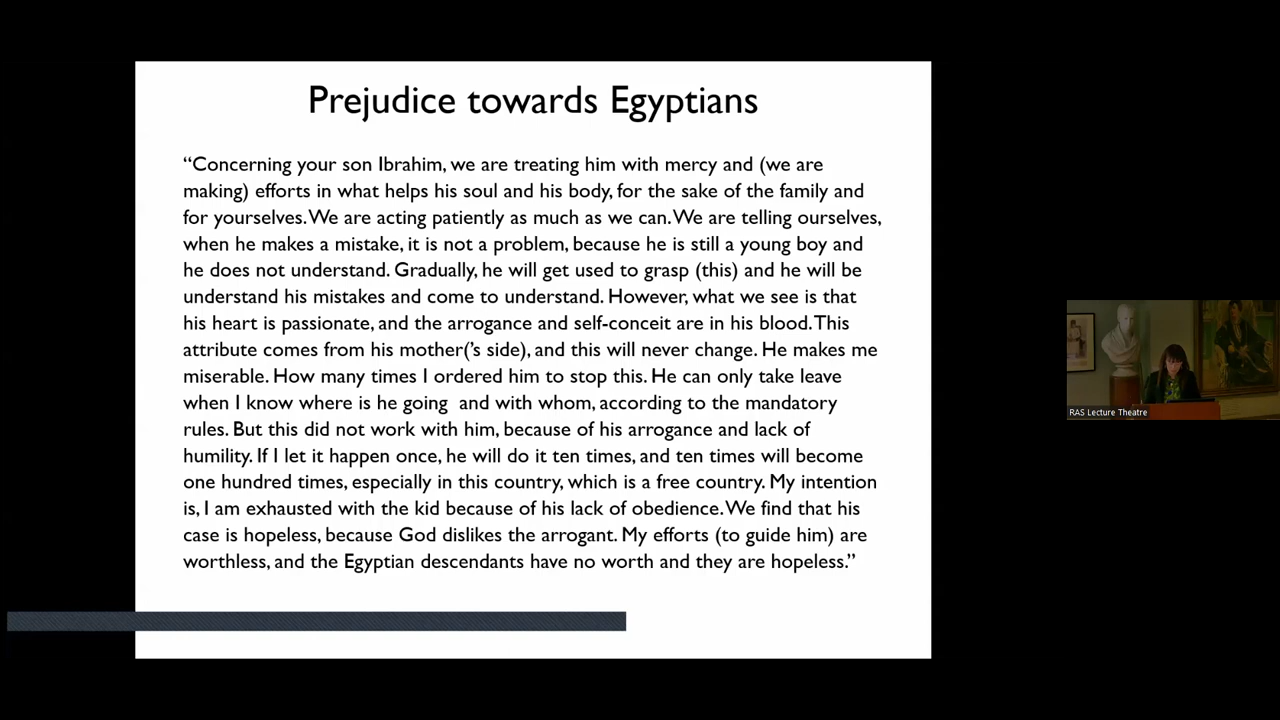 Prejudice towards Egyptians
“Concerning your son Ibrahim, we are treating him with mercy and (we are
making) efforts in what helps his soul and his body, for the sake of the family and
for yourselves. We are acting patiently as much as we can. We are telling ourselves,
when he makes a mistake, it is not a problem, because he is still a young boy and
he does not understand. Gradually, he will get used to grasp (this) and he will be
understand his mistakes and come to understand. However, what we see is that
his heart is passionate, and the arrogance and self-conceit are in his blood. This
attribute comes from his mother(’s side), and this will never change. He makes me
miserable. How many times I ordered him to stop this. He can only take leave
when I know where is he going and with whom, according to the mandatory
rules. But this did not work with him, because of his arrogance and lack of
humility. If I let it happen once, he will do it ten times, and ten times will become
one hundred times, especially in this country, which is a free country. My intention
is, I am exhausted with the kid because of his lack of obedience. We find that his
case is hopeless, because God dislikes the arrogant. My efforts (to guide him) are
worthless, and the Egyptian descendants have no worth and they are hopeless.”
RAS Lecture Theatre